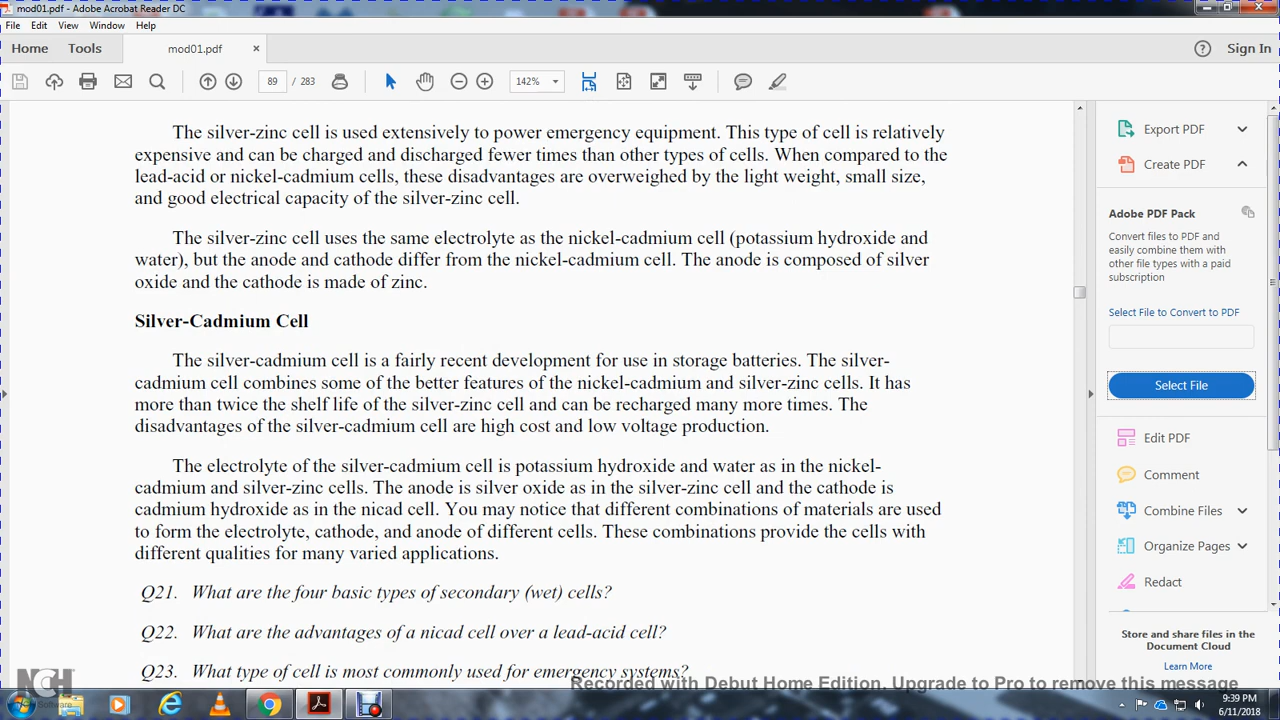 mod01.pdf - Adobe Acrobat Reader DC
File Edit View Window Help
Home Tools mod01.pdf × Sign In
89 / 283 142%
The silver-zinc cell is used extensively to power emergency equipment. This type of cell is relatively
expensive and can be charged and discharged fewer times than other types of cells. When compared to the
lead-acid or nickel-cadmium cells, these disadvantages are overweighed by the light weight, small size,
and good electrical capacity of the silver-zinc cell.
The silver-zinc cell uses the same electrolyte as the nickel-cadmium cell (potassium hydroxide and
water), but the anode and cathode differ from the nickel-cadmium cell. The anode is composed of silver
oxide and the cathode is made of zinc.
Silver-Cadmium Cell
The silver-cadmium cell is a fairly recent development for use in storage batteries. The silver-
cadmium cell combines some of the better features of the nickel-cadmium and silver-zinc cells. It has
more than twice the shelf life of the silver-zinc cell and can be recharged many more times. The
disadvantages of the silver-cadmium cell are high cost and low voltage production.
The electrolyte of the silver-cadmium cell is potassium hydroxide and water as in the nickel-
cadmium and silver-zinc cells. The anode is silver oxide as in the silver-zinc cell and the cathode is
cadmium hydroxide as in the nicad cell. You may notice that different combinations of materials are used
to form the electrolyte, cathode, and anode of different cells. These combinations provide the cells with
different qualities for many varied applications.
Q21. What are the four basic types of secondary (wet) cells?
Q22. What are the advantages of a nicad cell over a lead-acid cell?
Q23. What type of cell is most commonly used for emergency systems?
Export PDF
Create PDF
Adobe PDF Pack
Convert files to PDF and
easily combine them with
other file types with a paid
subscription
Select File to Convert to PDF
Select File
Edit PDF
Comment
Combine Files
Organize Pages
Redact
Store and share files in the
Document Cloud
Learn More
NCH
Software
Recorded with Debut Home Edition. Upgrade to Pro to remove this message
9:39 PM
6/11/2018